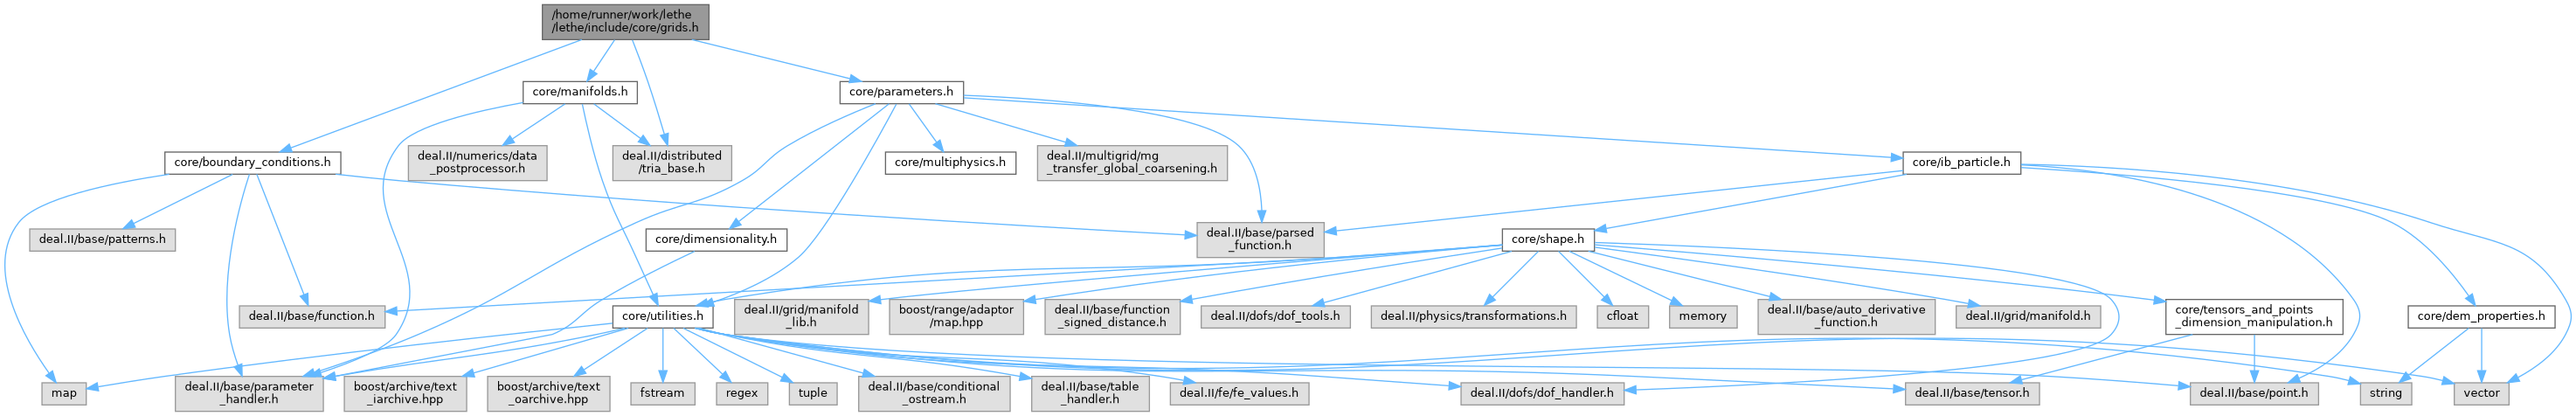 /home/runner/work/lethe
/lethe/include/core/grids.h
core/manifolds.h
core/parameters.h
core/boundary_conditions.h
deal.II/numerics/data
_postprocessor.h
deal.II/distributed
/tria_base.h
core/multiphysics.h
deal.II/multigrid/mg
_transfer_global_coarsening.h
core/ib_particle.h
deal.II/base/patterns.h
core/dimensionality.h
deal.II/base/parsed
_function.h
core/shape.h
deal.II/base/function.h
core/utilities.h
deal.II/grid/manifold
_lib.h
boost/range/adaptor
/map.hpp
deal.II/base/function
_signed_distance.h
deal.II/dofs/dof_tools.h
deal.II/physics/transformations.h
cfloat
memory
deal.II/base/auto_derivative
_function.h
deal.II/grid/manifold.h
core/tensors_and_points
_dimension_manipulation.h
core/dem_properties.h
map
deal.II/base/parameter
_handler.h
boost/archive/text
_iarchive.hpp
boost/archive/text
_oarchive.hpp
fstream
regex
tuple
deal.II/base/conditional
_ostream.h
deal.II/base/table
_handler.h
deal.II/fe/fe_values.h
deal.II/dofs/dof_handler.h
deal.II/base/tensor.h
deal.II/base/point.h
string
vector